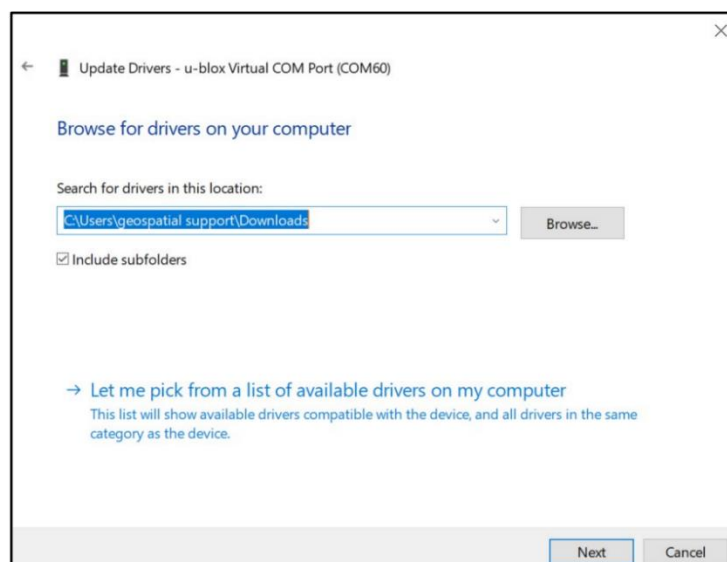 Update Drivers - u-blox Virtual COM Port (COM60)
Browse for drivers on your computer
Search for drivers in this location:
C:\Users\geospatial support\Downloads
Browse...
Include subfolders
Let me pick from a list of available drivers on my computer
This list will show available drivers compatible with the device, and all drivers in the same
category as the device.
Next
Cancel